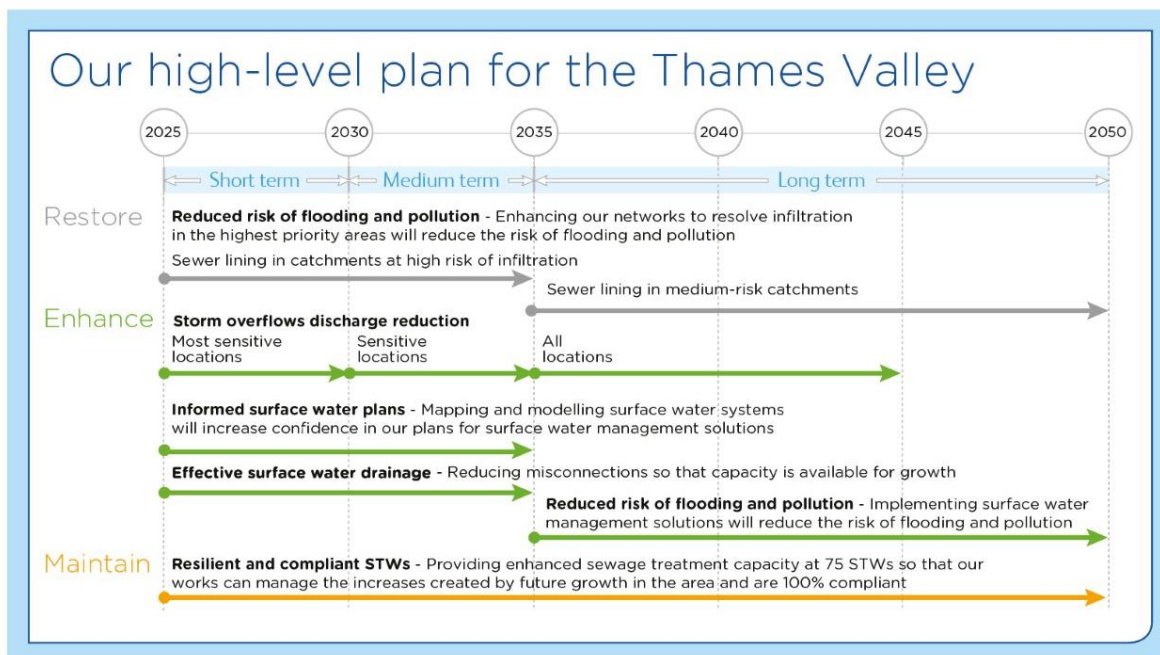 Our high-level plan for the Thames Valley
2025 2030 2035 2040 2045 2050
Short term Medium term Long term
Restore
Reduced risk of flooding and pollution - Enhancing our networks to resolve infiltration
in the highest priority areas will reduce the risk of flooding and pollution
Sewer lining in catchments at high risk of infiltration
Sewer lining in medium-risk catchments
Enhance
Storm overflows discharge reduction
Most sensitive
locations
Sensitive
locations
All
locations
Informed surface water plans - Mapping and modelling surface water systems
will increase confidence in our plans for surface water management solutions
Effective surface water drainage - Reducing misconnections so that capacity is available for growth
Reduced risk of flooding and pollution - Implementing surface water
management solutions will reduce the risk of flooding and pollution
Maintain
Resilient and compliant STWs - Providing enhanced sewage treatment capacity at 75 STWs so that our
works can manage the increases created by future growth in the area and are 100% compliant